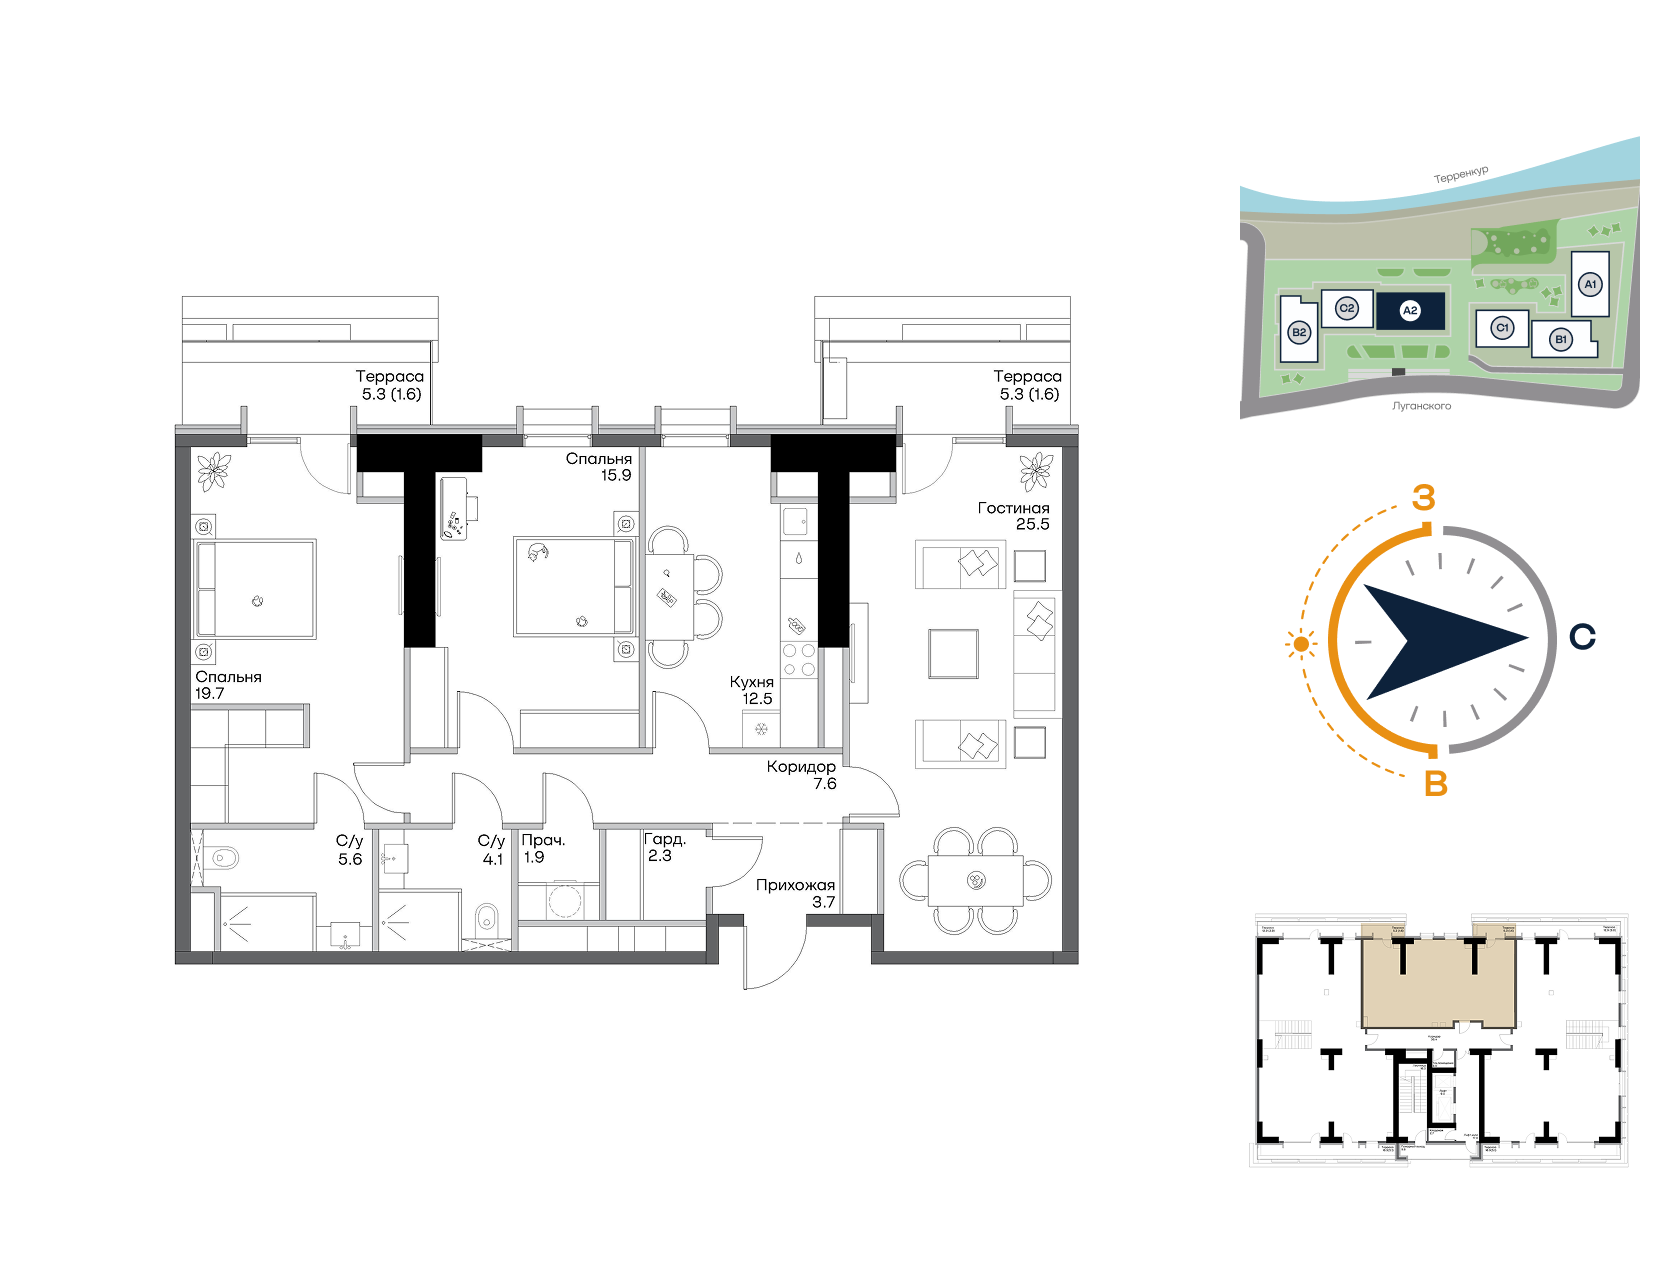 Терраса
5.3 (1.6)
Терраса
5.3 (1.6)
Спальня
15.9
Гостиная
25.5
Спальня
19.7
Кухня
12.5
Коридор
7.6
С/у
5.6
С/у
4.1
Прач.
1.9
Гард.
2.3
Прихожая
3.7
Терренкур
A1
C2
A2
B2
C1
B1
Луганского
З
С
В